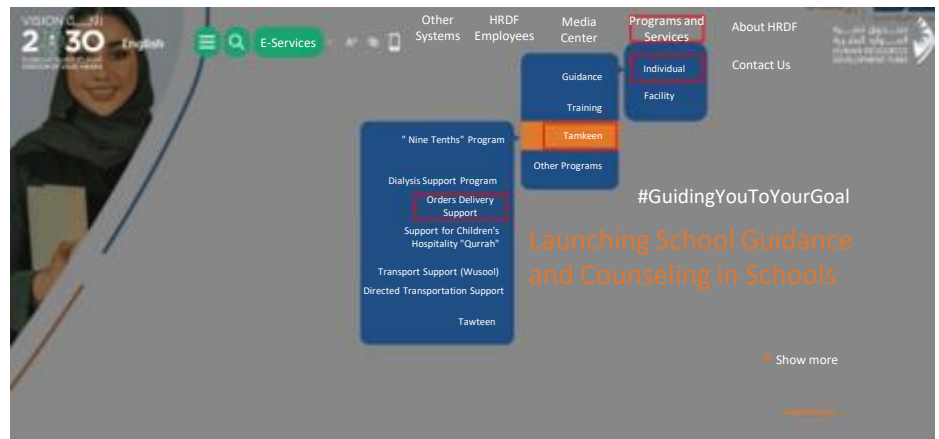 VISION رؤيـــة
2030
English
E-Services
Other Systems
HRDF Employees
Media Center
Programs and Services
About HRDF
Contact Us
Individual
Facility
Guidance
Training
Tamkeen
Other Programs
" Nine Tenths" Program
Dialysis Support Program
Orders Delivery
Support
Support for Children's
Hospitality "Qurrah"
Transport Support (Wusool)
Directed Transportation Support
Tawteen
#GuidingYouToYourGoal
Launching School Guidance
and Counseling in Schools
+ Show more